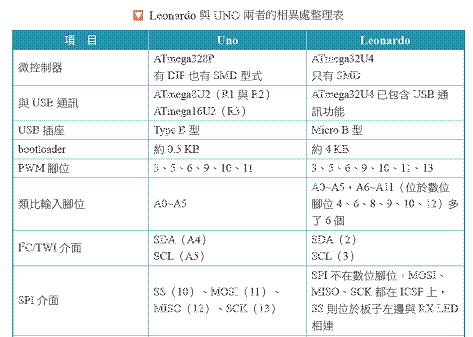 Leonardo 與 UNO 兩者的相異處整理表
項 目 Uno Leonardo
微控制器 ATmega328P ATmega32U4
有 DIP 也有 SMD 型式 只有 SMD
與 USB 通訊 ATmega8U2（R1 與 R2） ATmega32U4 已包含 USB 通
ATmega16U2（R3） 訊功能
USB 插座 Type B 型 Micro B 型
bootloader 約 0.5 KB 約 4 KB
PWM 腳位 3、5、6、9、10、11 3、5、6、9、10、11、13
類比輸入腳位 A0~A5 A0~A5，A6~A11（位於數位
腳位 4、6、8、9、10、12）多
了 6 個
I²C/TWI 介面 SDA（A4） SDA（2）
SCL（A5） SCL（3）
SPI 介面 SS（10）、MOSI（11）、 SPI 不在數位腳位，MOSI、
MISO（12）、SCK（13） MISO、SCK 都在 ICSP 上，
SS 則位於板子左邊與 RX LED
相連